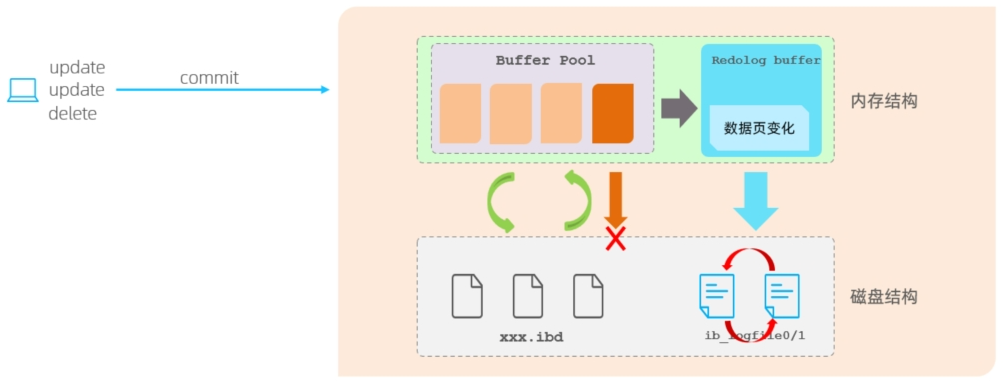 update
update
delete
commit
Buffer Pool
Redolog buffer
数据页变化
内存结构
xxx.ibd
ib_logfile0/1
磁盘结构